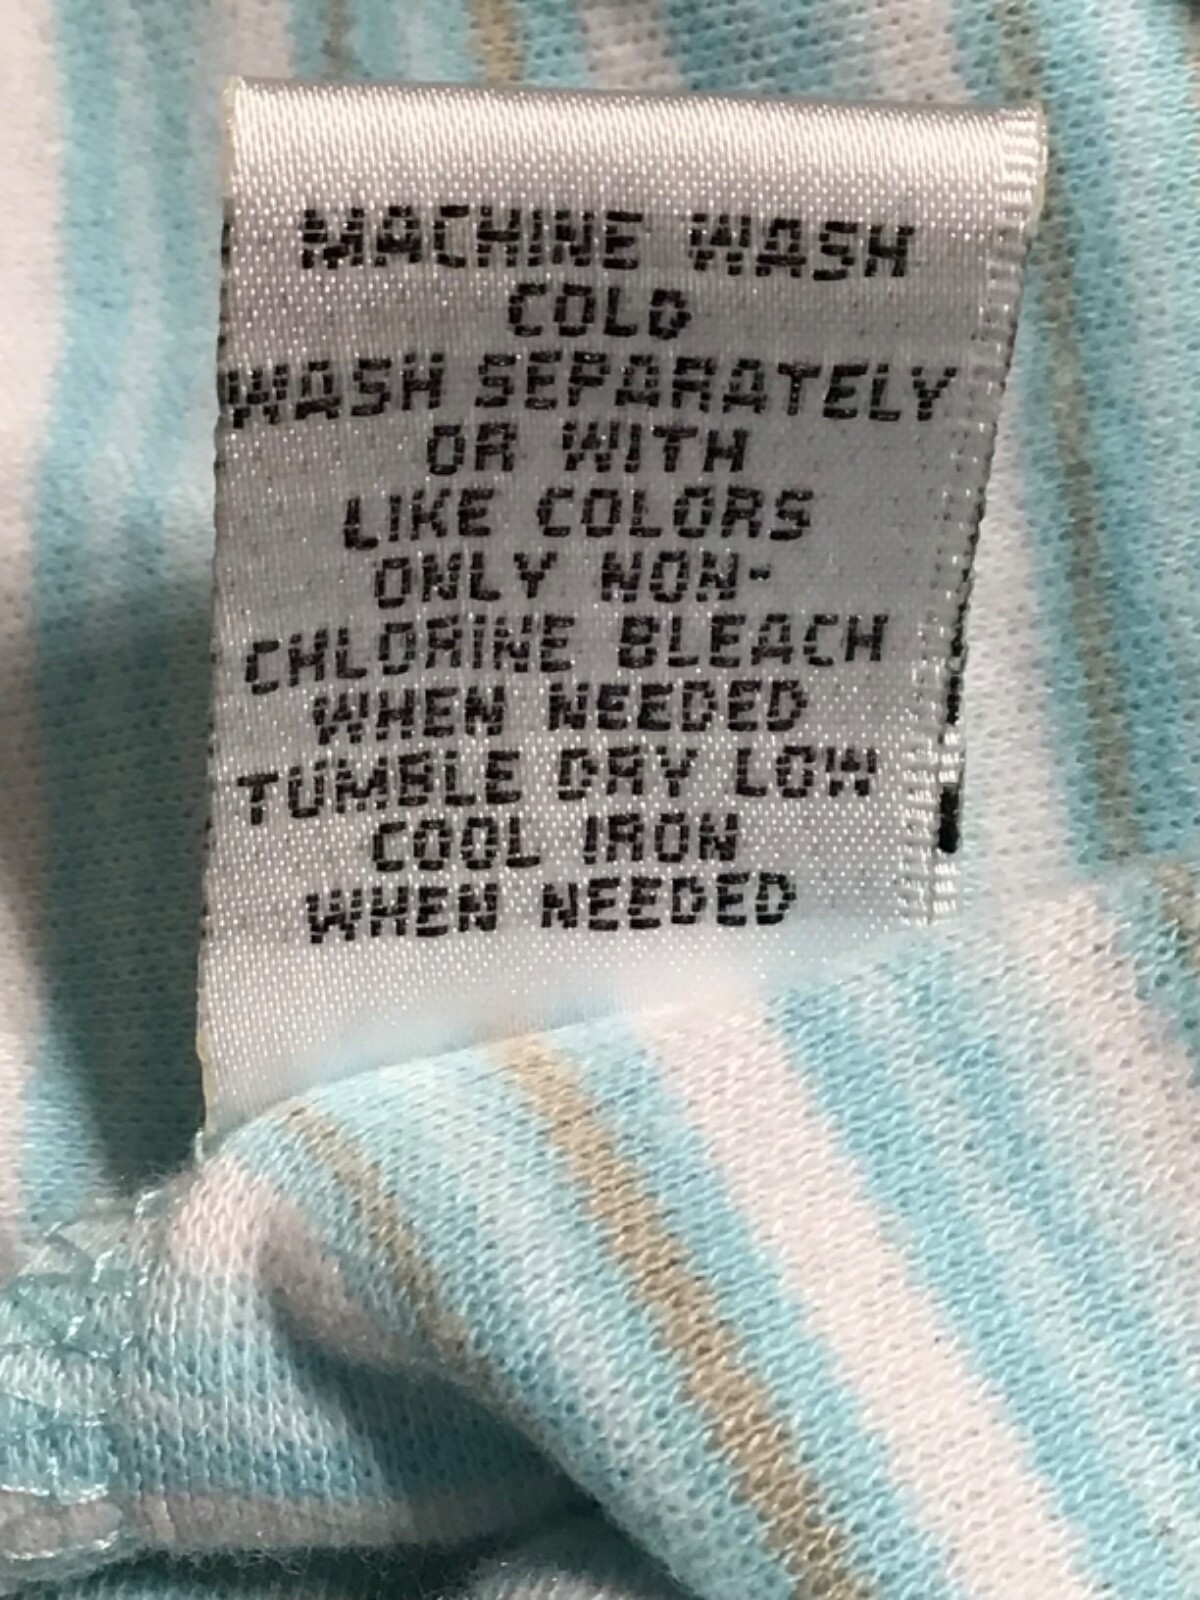 MACHINE WASH
COLD
WASH SEPARATELY
OR WITH
LIKE COLORS
ONLY NON-
CHLORINE BLEACH
WHEN NEEDED
TUMBLE DRY LOW
COOL IRON
WHEN NEEDED